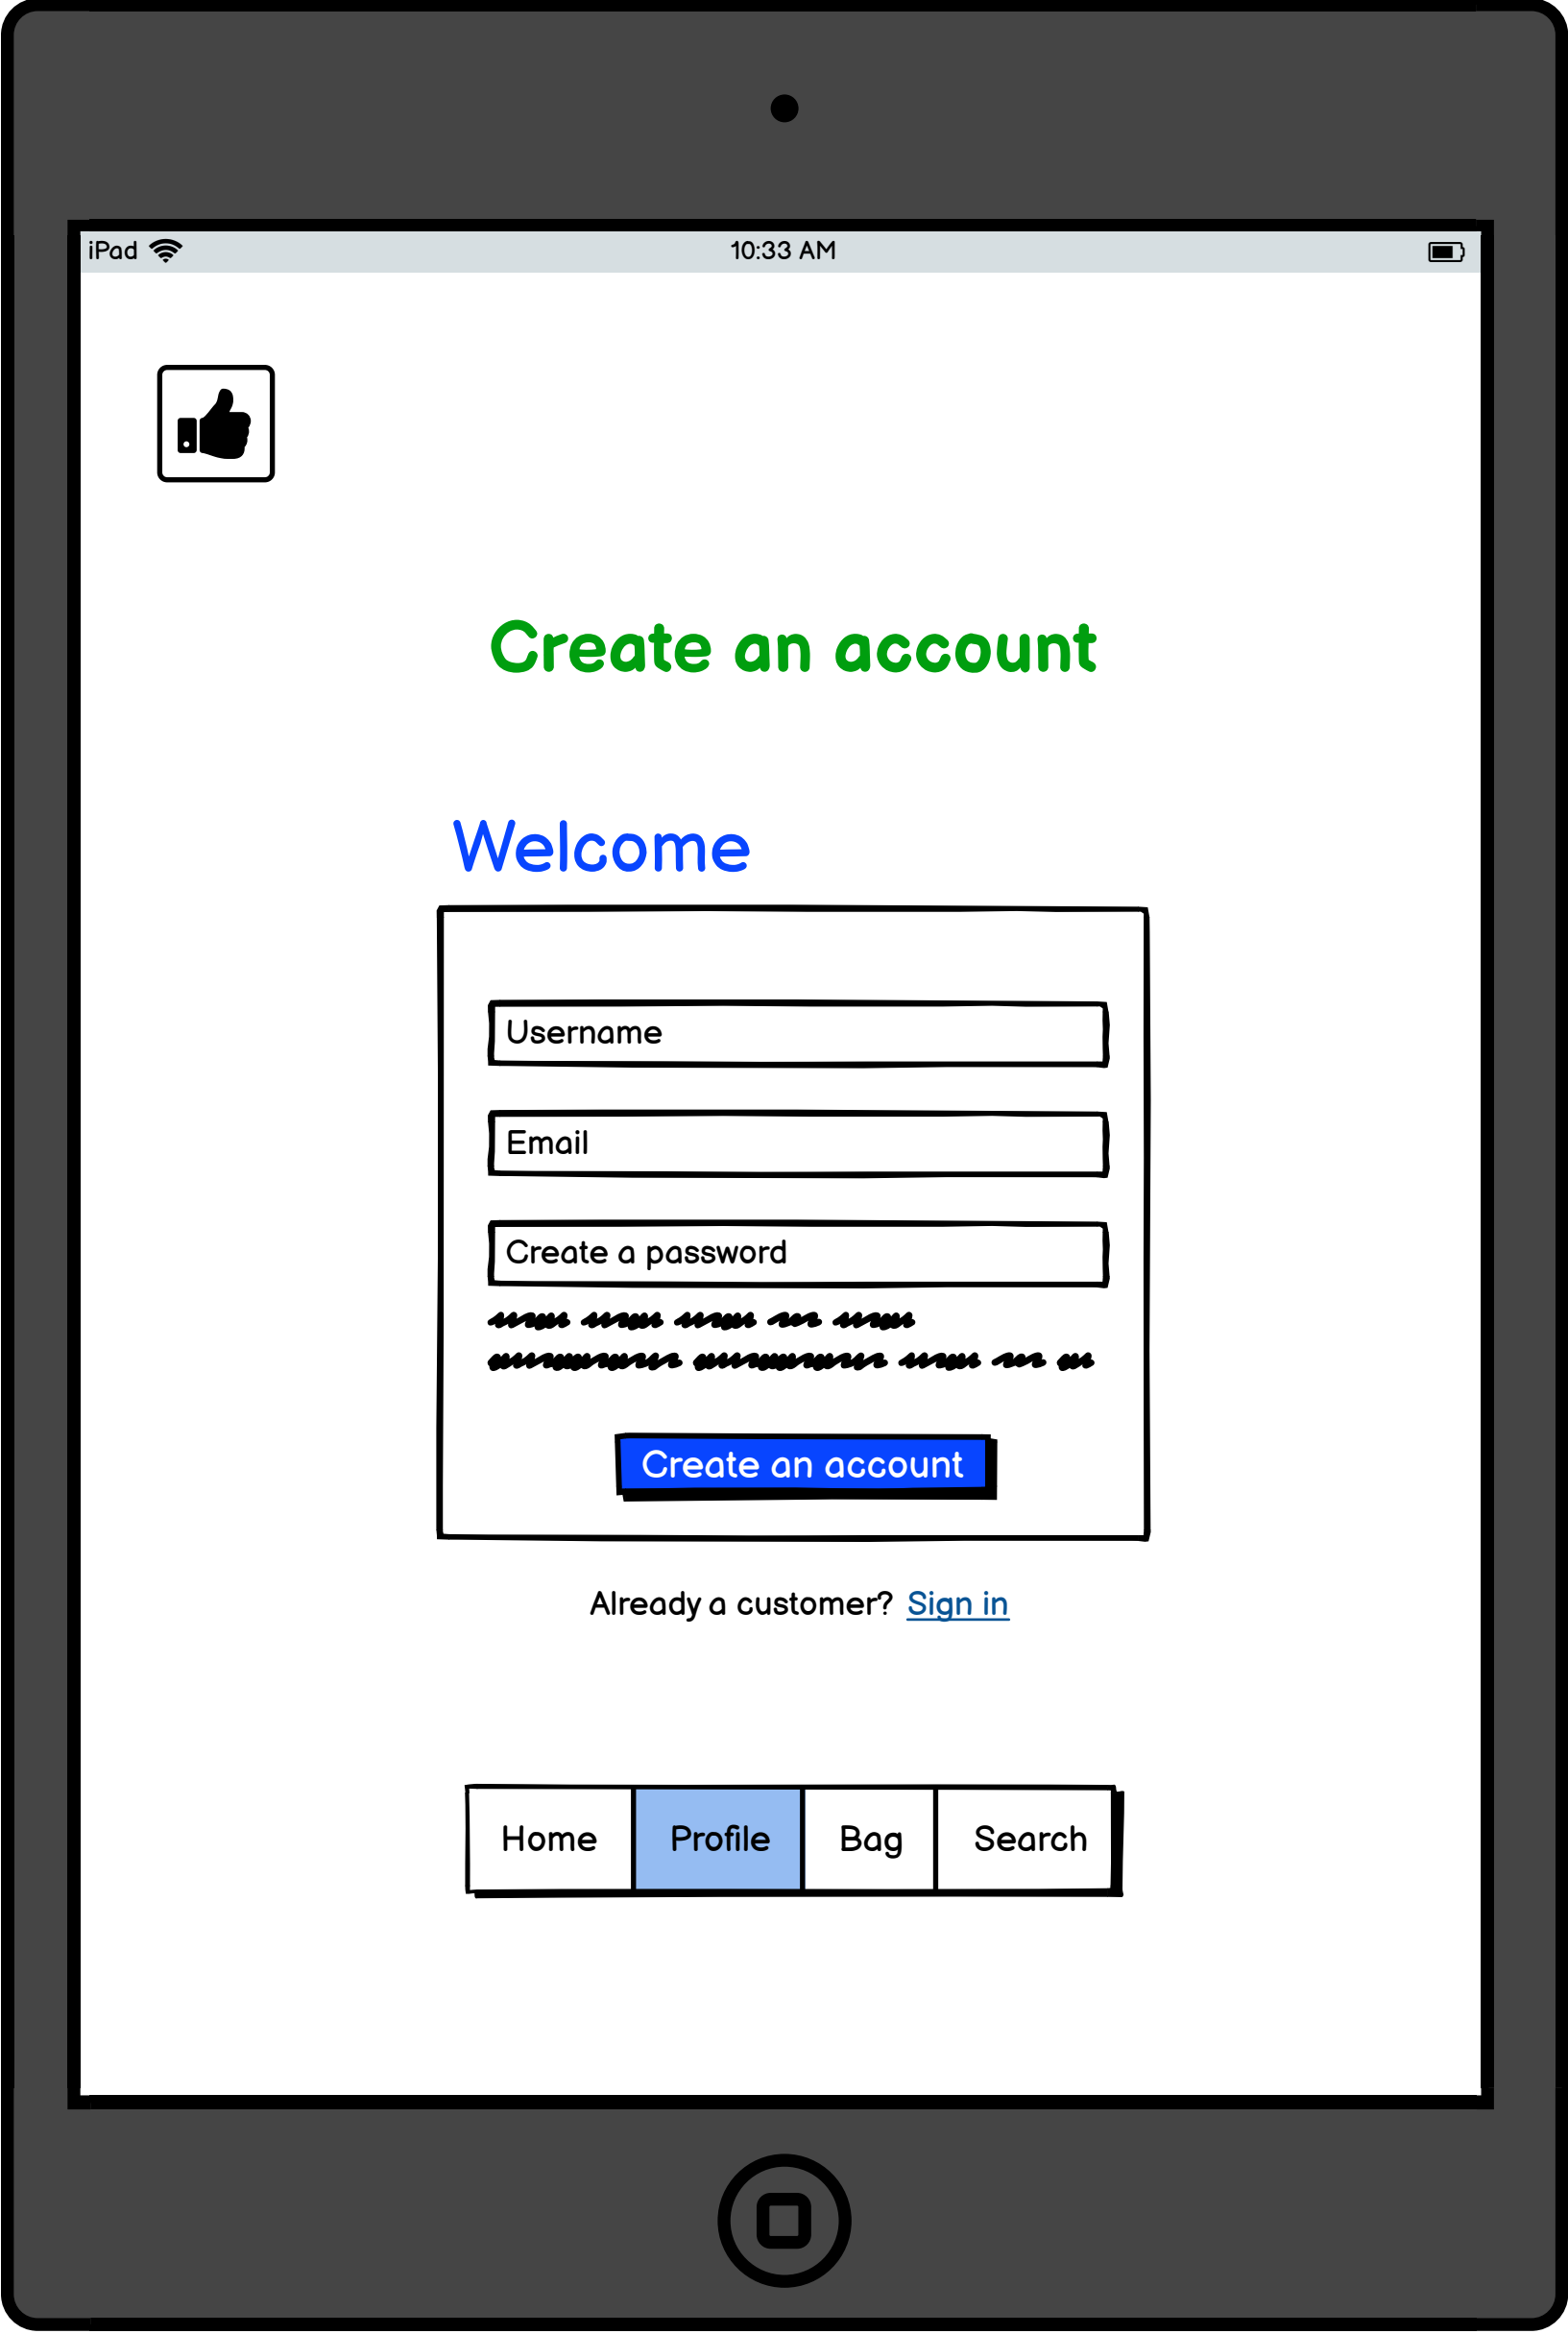 iPad 10:33 AM
Create an account
Welcome
Username
Email
Create a password
Create an account
Already a customer? Sign in
Home Profile Bag Search